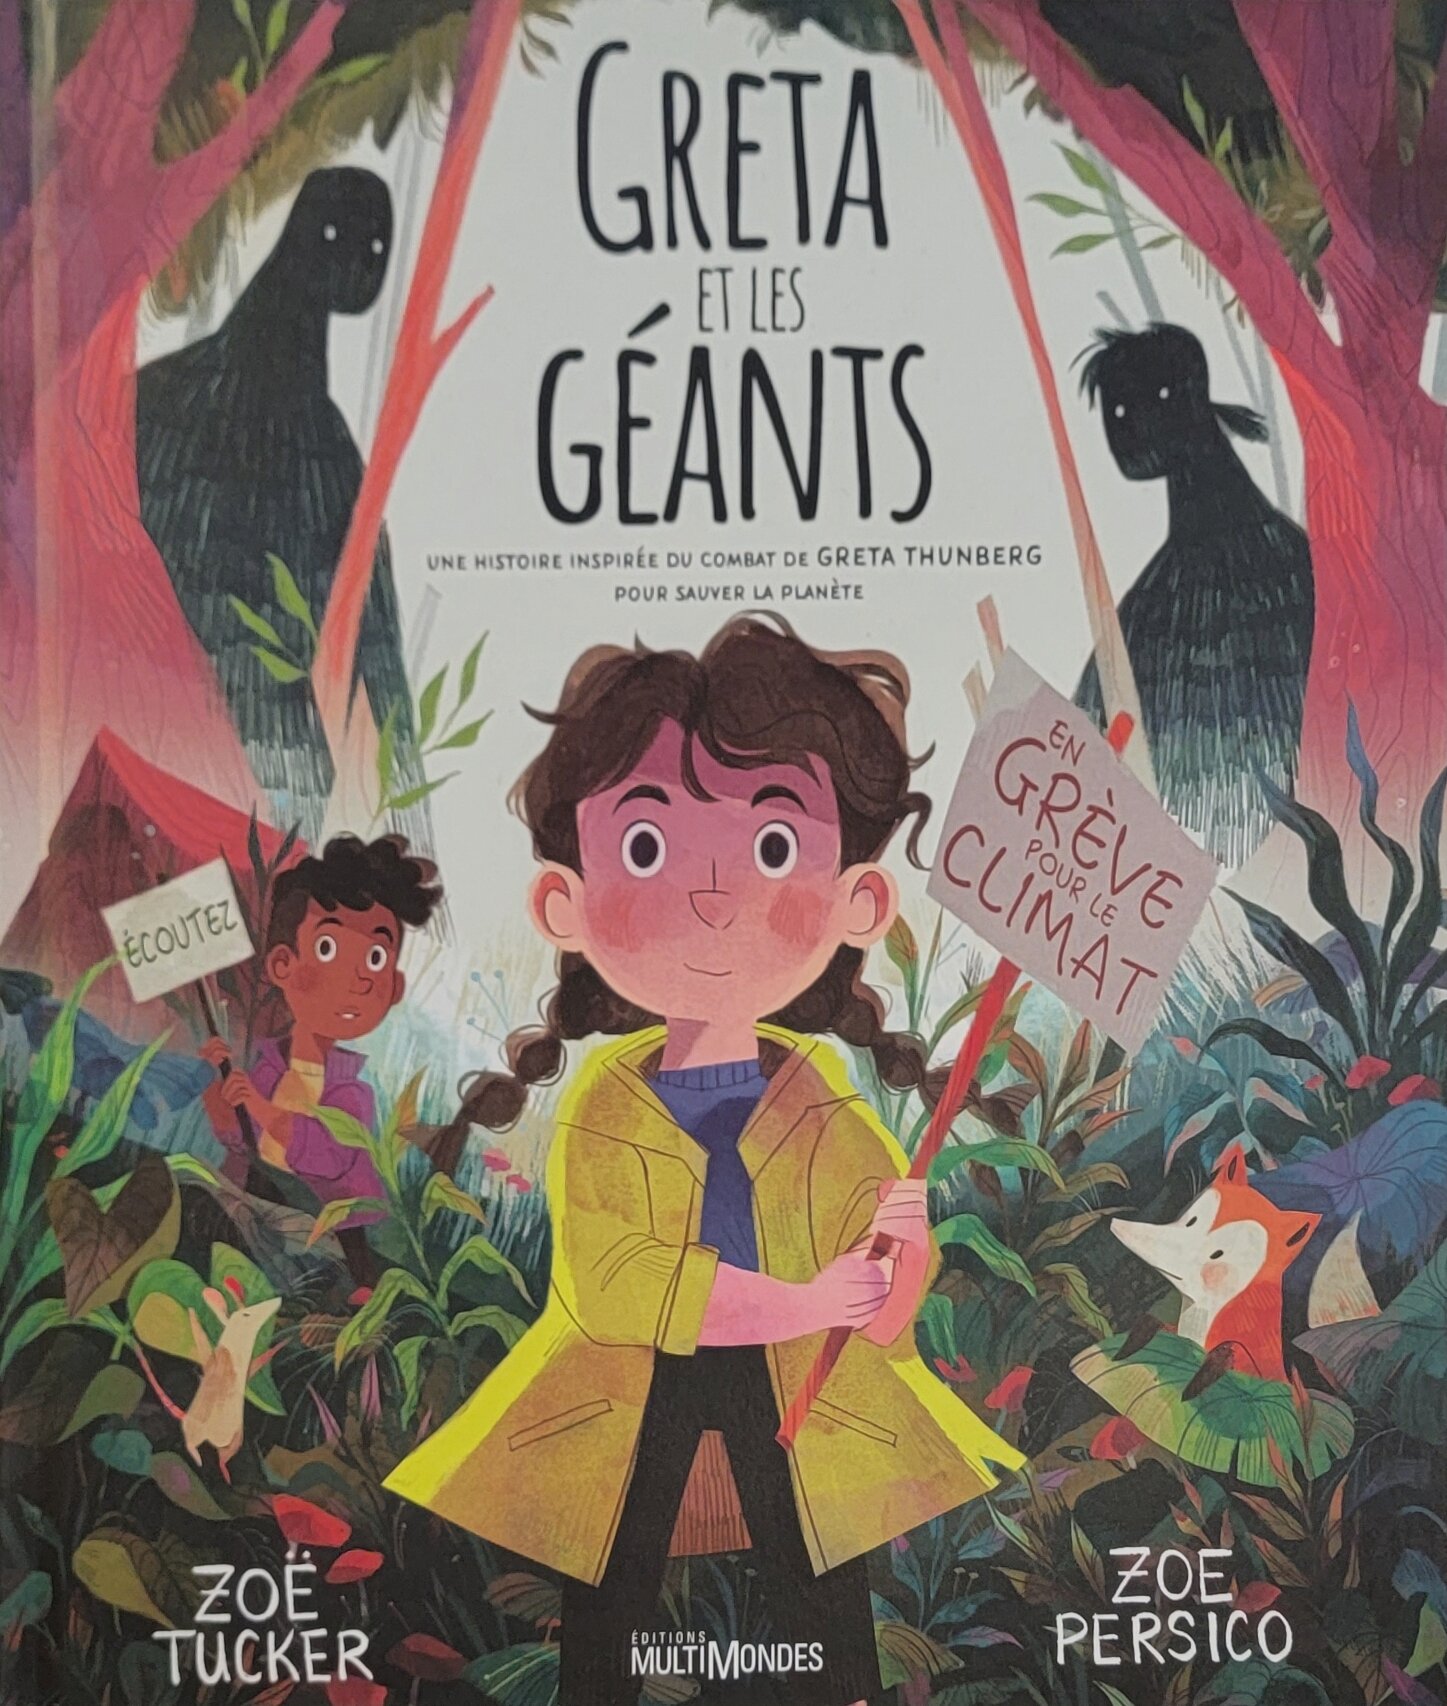 GRETA
ET LES
GÉANTS
UNE HISTOIRE INSPIRÉE DU COMBAT DE GRETA THUNBERG
POUR SAUVER LA PLANÈTE
EN
GRÈVE
POUR LE
CLIMAT
ÉCOUTEZ
ZOË
TUCKER
ÉDITIONS
MULTIMONDES
ZOE
PERSICO